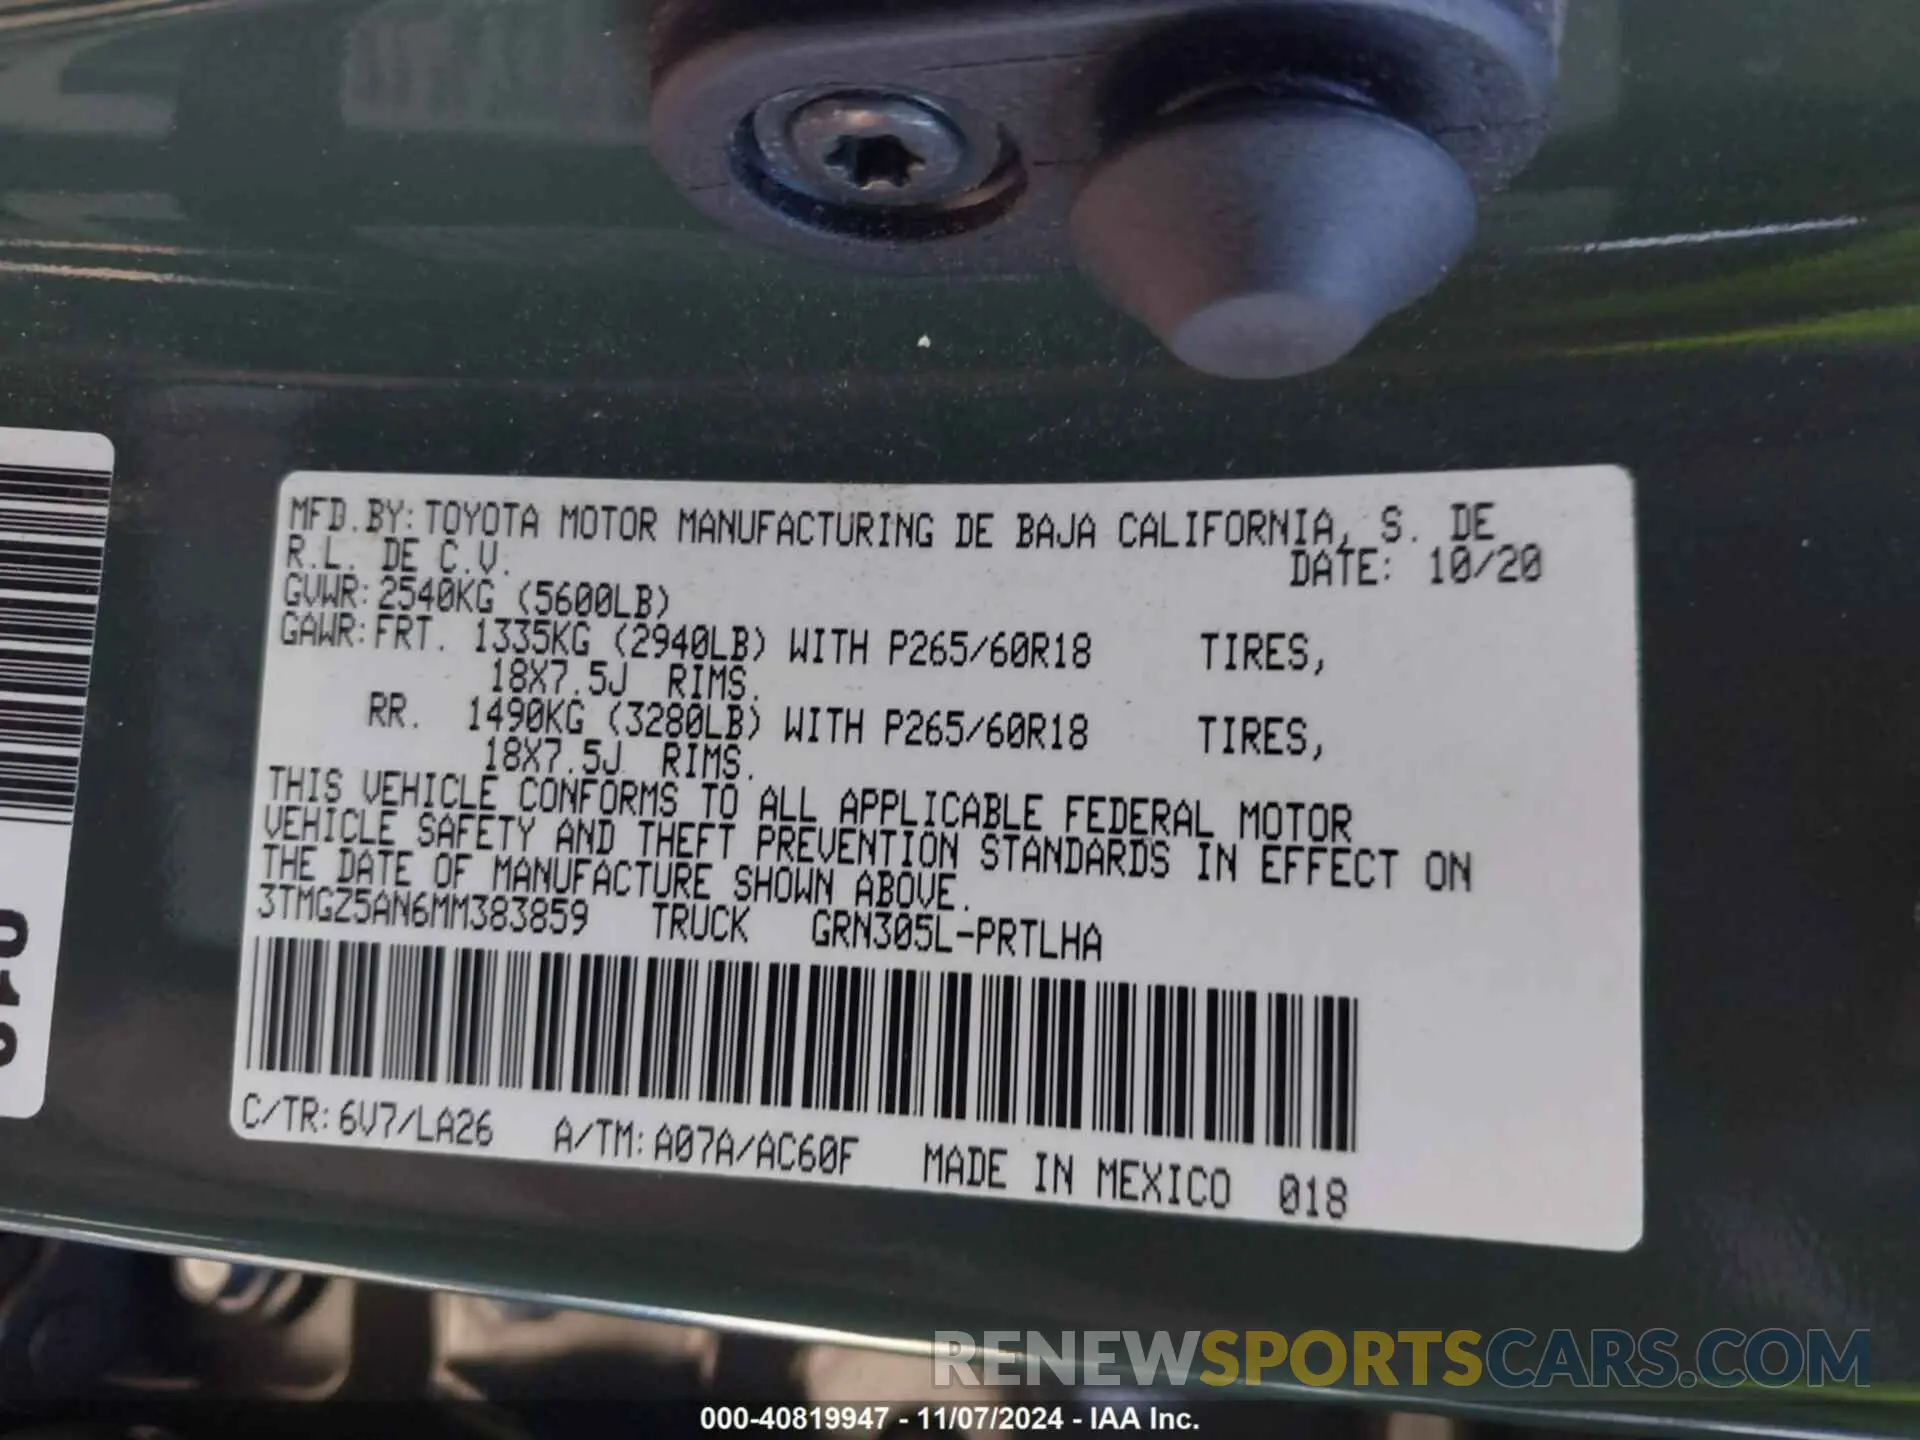 MFD.BY: TOYOTA MOTOR MANUFACTURING DE BAJA CALIFORNIA, S. DE
R.L. DE C.V.
DATE: 10/20
GVWR: 2540KG (5600LB)
GAWR: FRT. 1335KG (2940LB) WITH P265/60R18 TIRES,
18X7.5J RIMS.
RR. 1490KG (3280LB) WITH P265/60R18 TIRES,
18X7.5J RIMS.
THIS VEHICLE CONFORMS TO ALL APPLICABLE FEDERAL MOTOR
VEHICLE SAFETY AND THEFT PREVENTION STANDARDS IN EFFECT ON
THE DATE OF MANUFACTURE SHOWN ABOVE.
3TMGZ5AN6MM383859 TRUCK GRN305L-PRTLHA
C/TR: 6V7/LA26 A/TM: A07A/AC60F MADE IN MEXICO 018
RENEWSPORTSCARS.COM
000-40819947 - 11/07/2024 - IAA Inc.